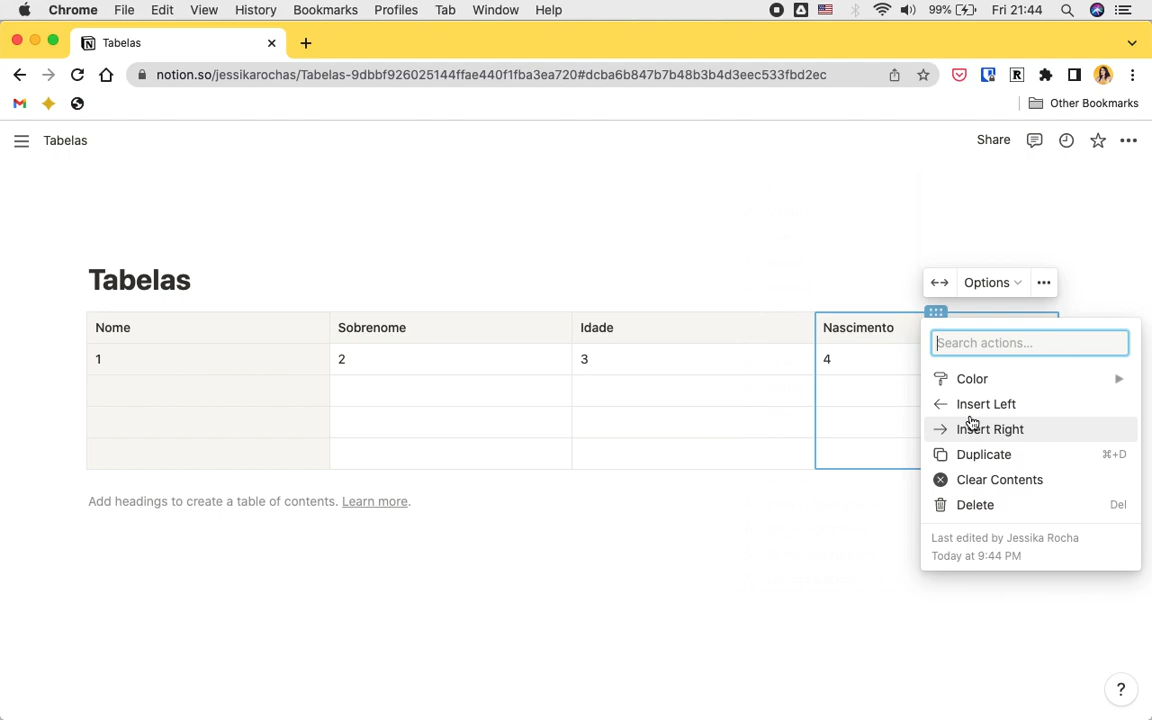 Chrome File Edit View History Bookmarks Profiles Tab Window Help 99% Fri 21:44
Tabelas
notion.so/jessikarochas/Tabelas-9dbbf926025144ffae440f1fba3ea720#dcba6b847b7b48b3b4d3eec533fbd2ec
Other Bookmarks
Tabelas Share
Tabelas
Options
Nome Sobrenome Idade Nascimento
1 2 3 4
Search actions...
Color
Insert Left
Insert Right
Duplicate ⌘+D
Clear Contents
Delete Del
Add headings to create a table of contents. Learn more.
Last edited by Jessika Rocha
Today at 9:44 PM
?